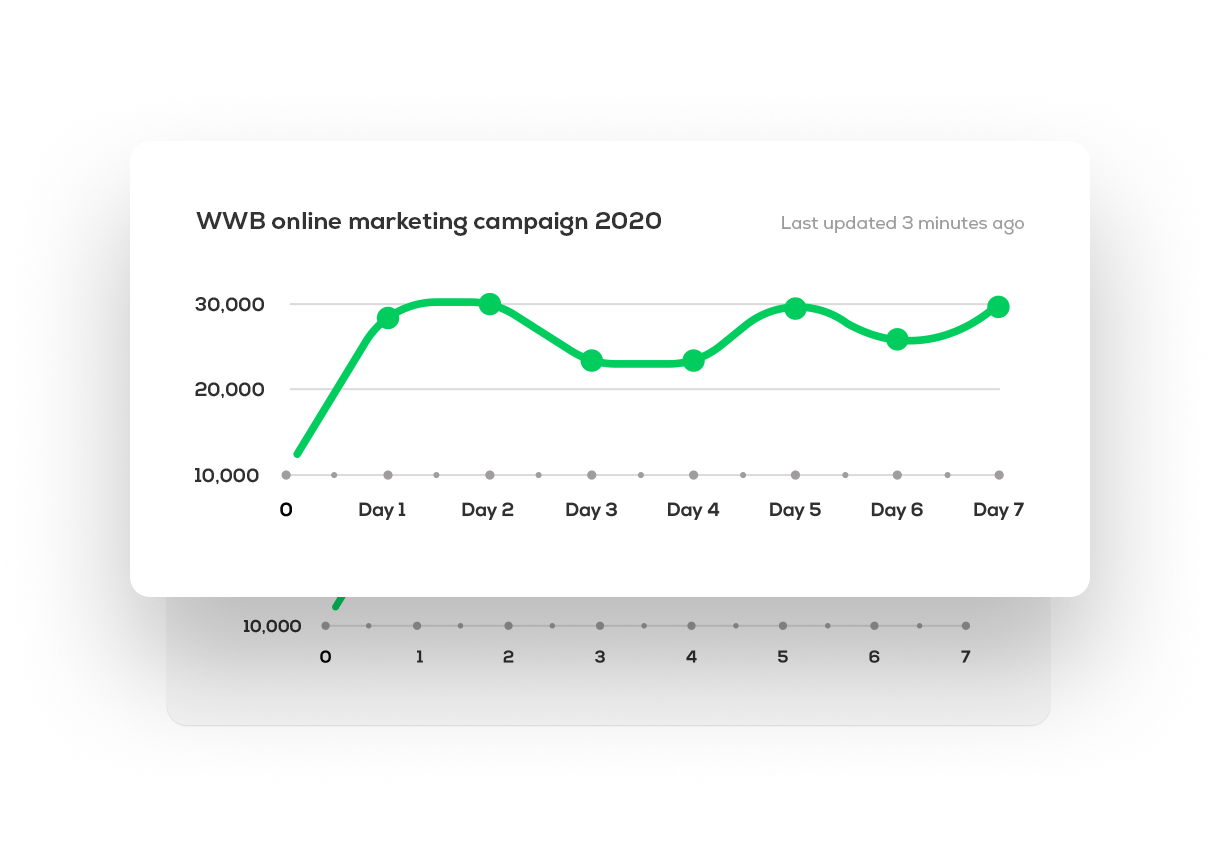 WWB online marketing campaign 2020
Last updated 3 minutes ago
30,000
20,000
10,000
0 Day 1 Day 2 Day 3 Day 4 Day 5 Day 6 Day 7
10,000
0 1 2 3 4 5 6 7